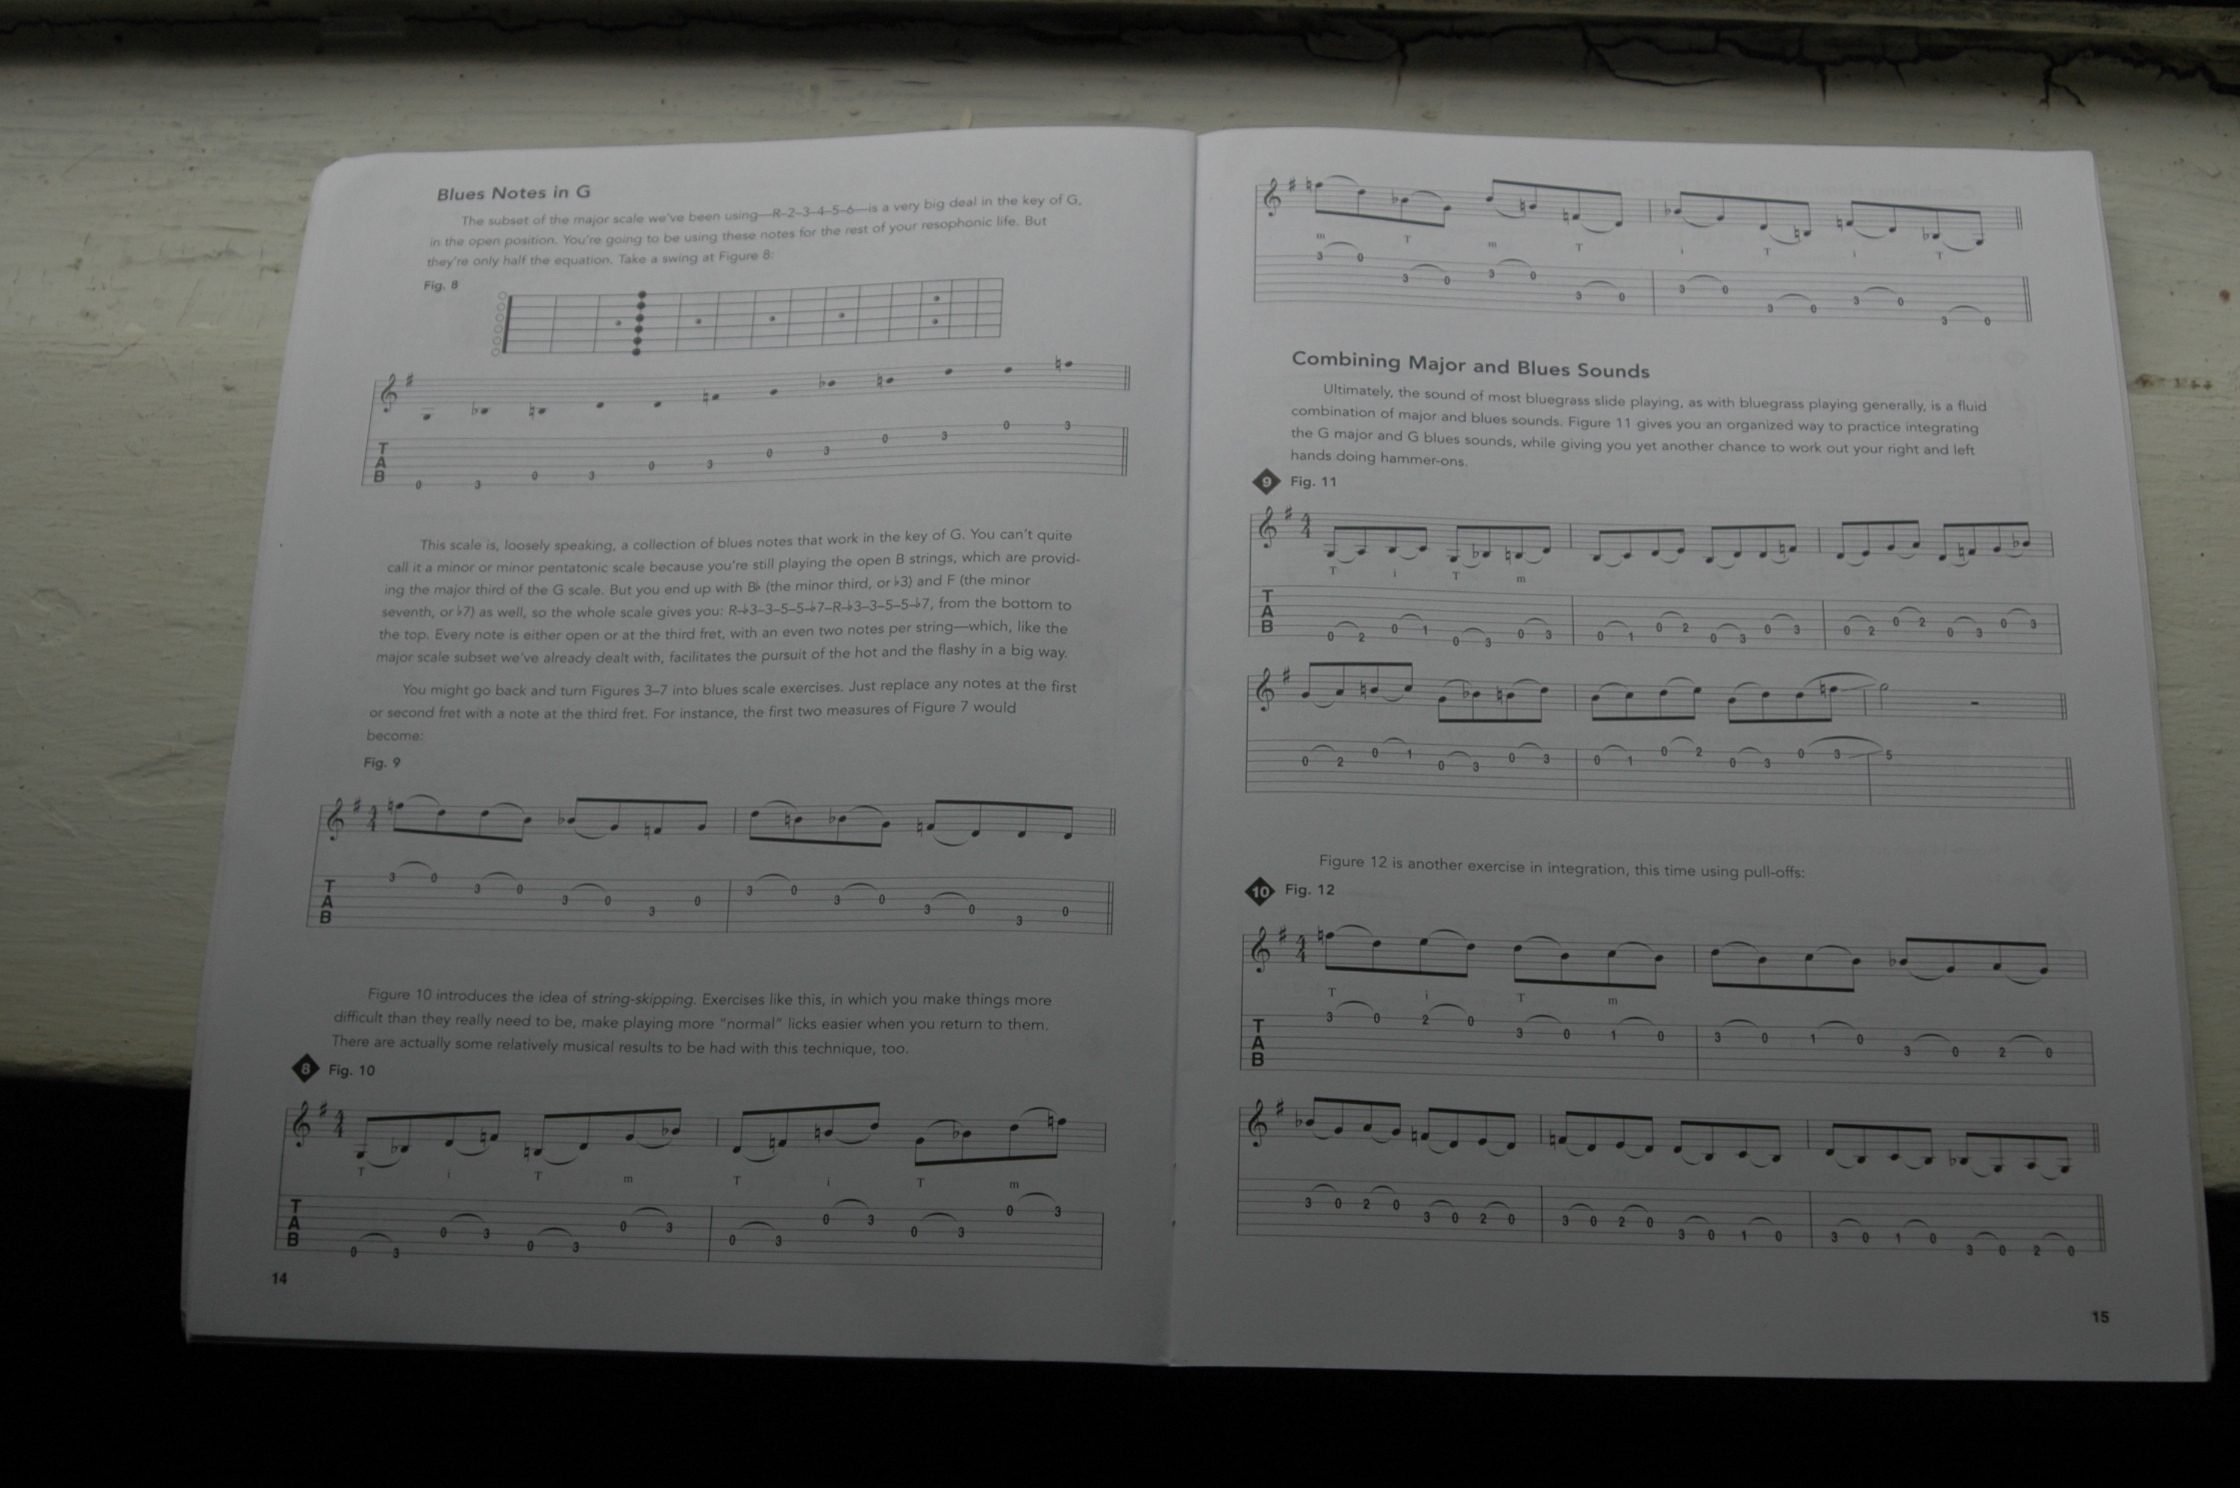 Blues Notes in G
The subset of the major scale we've been using—R–2–3–4–5–6—is a very big deal in the key of G,
in the open position. You're going to be using these notes for the rest of your resophonic life. But
they're only half the equation. Take a swing at Figure 8:
Fig. 8
T
A
B
0 3 0 3 0 3 0 3 0 3 0 3
This scale is, loosely speaking, a collection of blues notes that work in the key of G. You can't quite
call it a minor or minor pentatonic scale because you're still playing the open B strings, which are provid-
ing the major third of the G scale. But you end up with B♭ (the minor third, or ♭3) and F (the minor
seventh, or ♭7) as well, so the whole scale gives you: R–♭3–3–5–5–♭7–R–♭3–3–5–5–♭7, from the bottom to
the top. Every note is either open or at the third fret, with an even two notes per string—which, like the
major scale subset we've already dealt with, facilitates the pursuit of the hot and the flashy in a big way.
You might go back and turn Figures 3–7 into blues scale exercises. Just replace any notes at the first
or second fret with a note at the third fret. For instance, the first two measures of Figure 7 would
become:
Fig. 9
4
4
T
A
B
3 0 3 0 3 0 3 0 3 0 3 0 3 0 3 0
Figure 10 introduces the idea of string-skipping. Exercises like this, in which you make things more
difficult than they really need to be, make playing more "normal" licks easier when you return to them.
There are actually some relatively musical results to be had with this technique, too.
8 Fig. 10
4
4
T i T m T i T m
T
A
B
0 3 0 3 0 3 0 3 0 3 0 3 0 3 0 3
14
m T m T i T i T
3 0 3 0 3 0 3 0 3 0 3 0 3 0 3 0
Combining Major and Blues Sounds
Ultimately, the sound of most bluegrass slide playing, as with bluegrass playing generally, is a fluid
combination of major and blues sounds. Figure 11 gives you an organized way to practice integrating
the G major and G blues sounds, while giving you yet another chance to work out your right and left
hands doing hammer-ons.
9 Fig. 11
4
4
T i T m
T
A
B
0 2 0 1 0 3 0 3 0 1 0 2 0 3 0 3 0 2 0 2 0 3 0 3
0 2 0 1 0 3 0 3 0 1 0 2 0 3 0 3 5
Figure 12 is another exercise in integration, this time using pull-offs:
10 Fig. 12
4
4
T i T m
T
A
B
3 0 2 0 3 0 1 0 3 0 1 0 3 0 2 0
3 0 2 0 3 0 2 0 3 0 2 0 3 0 1 0 3 0 1 0 3 0 2 0
15